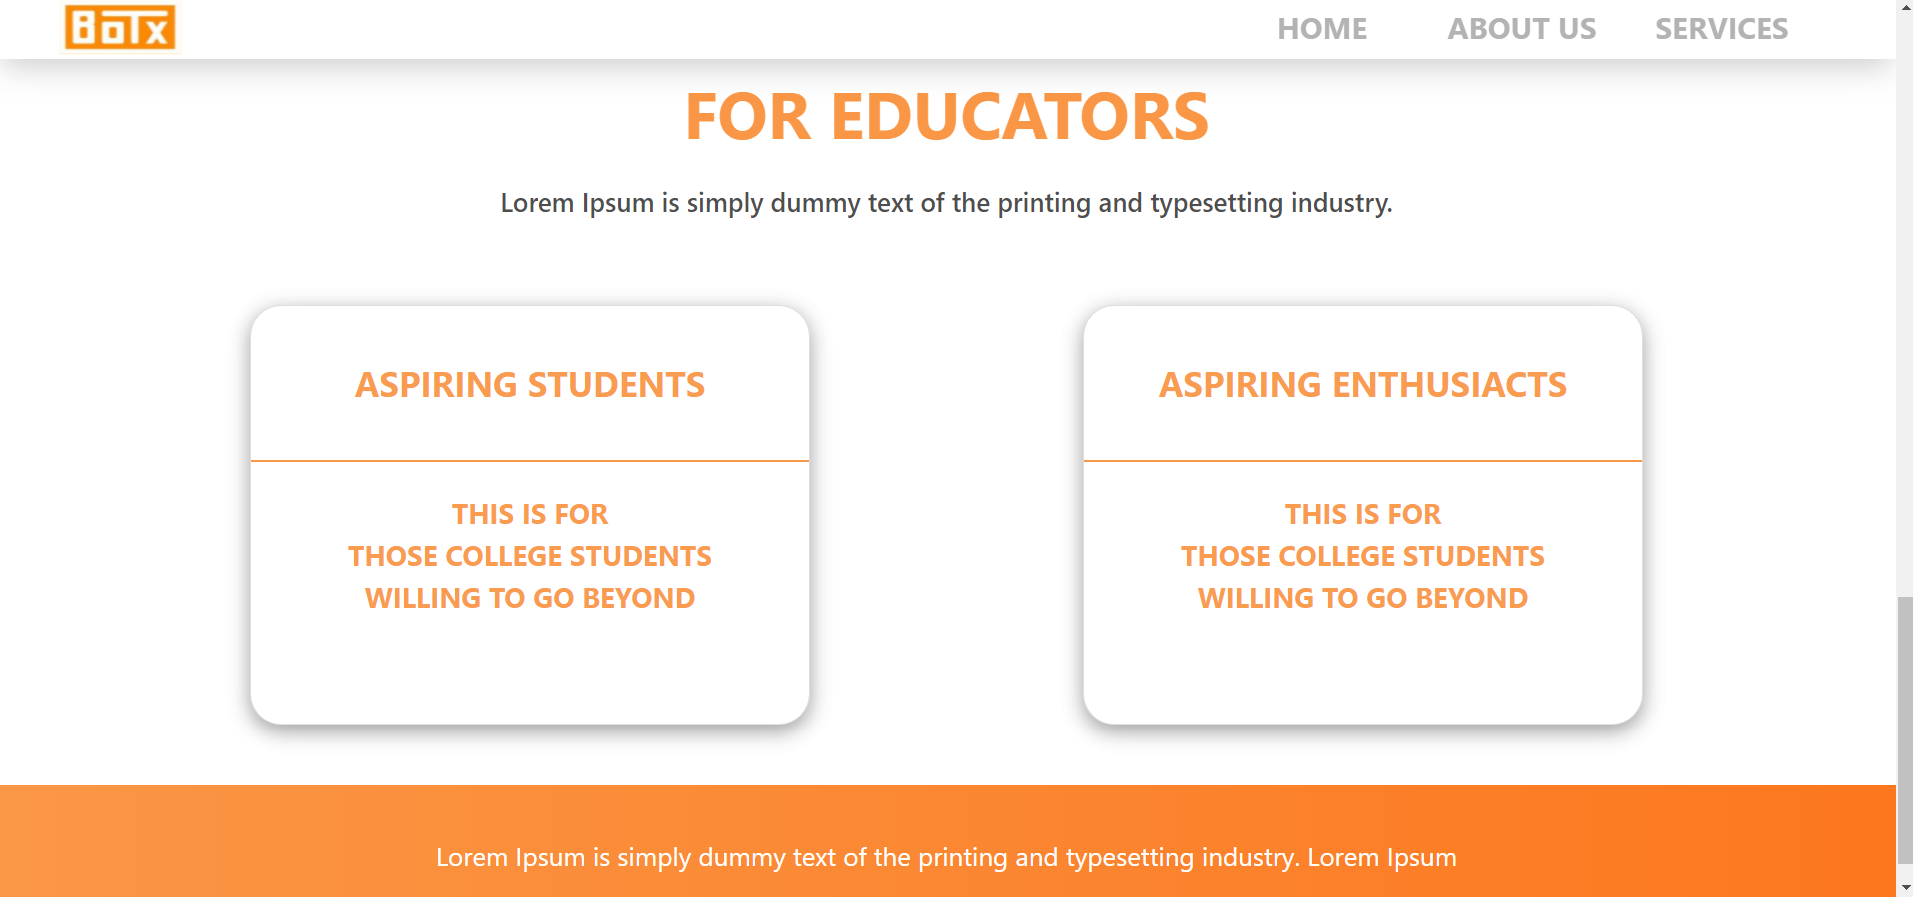 BoTx
HOME ABOUT US SERVICES
FOR EDUCATORS
Lorem Ipsum is simply dummy text of the printing and typesetting industry.
ASPIRING STUDENTS
THIS IS FOR
THOSE COLLEGE STUDENTS
WILLING TO GO BEYOND
ASPIRING ENTHUSIACTS
THIS IS FOR
THOSE COLLEGE STUDENTS
WILLING TO GO BEYOND
Lorem Ipsum is simply dummy text of the printing and typesetting industry. Lorem Ipsum